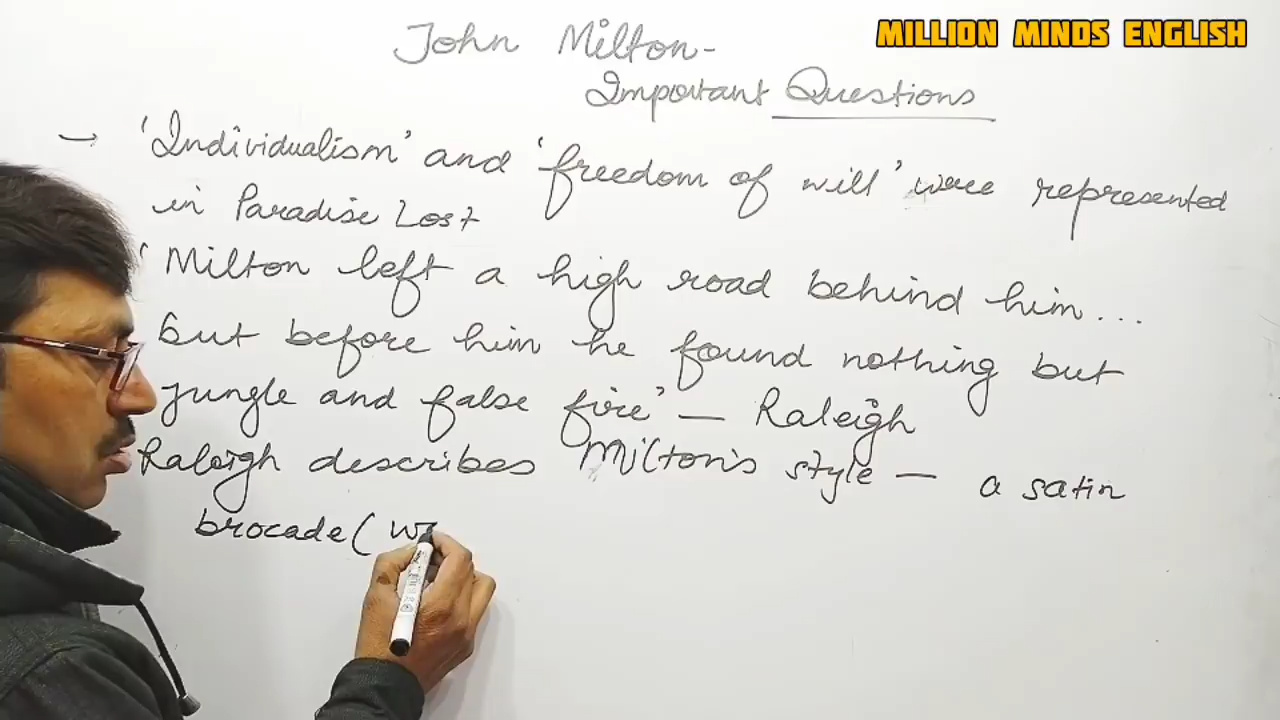 MILLION MINDS ENGLISH
John Milton-
Important Questions
→ 'Individualism' and 'freedom of will' were represented
in Paradise Lost
'Milton left a high road behind him...
but before him he found nothing but
jungle and false fire' — Raleigh
Raleigh describes Milton's style — a satin
brocade (